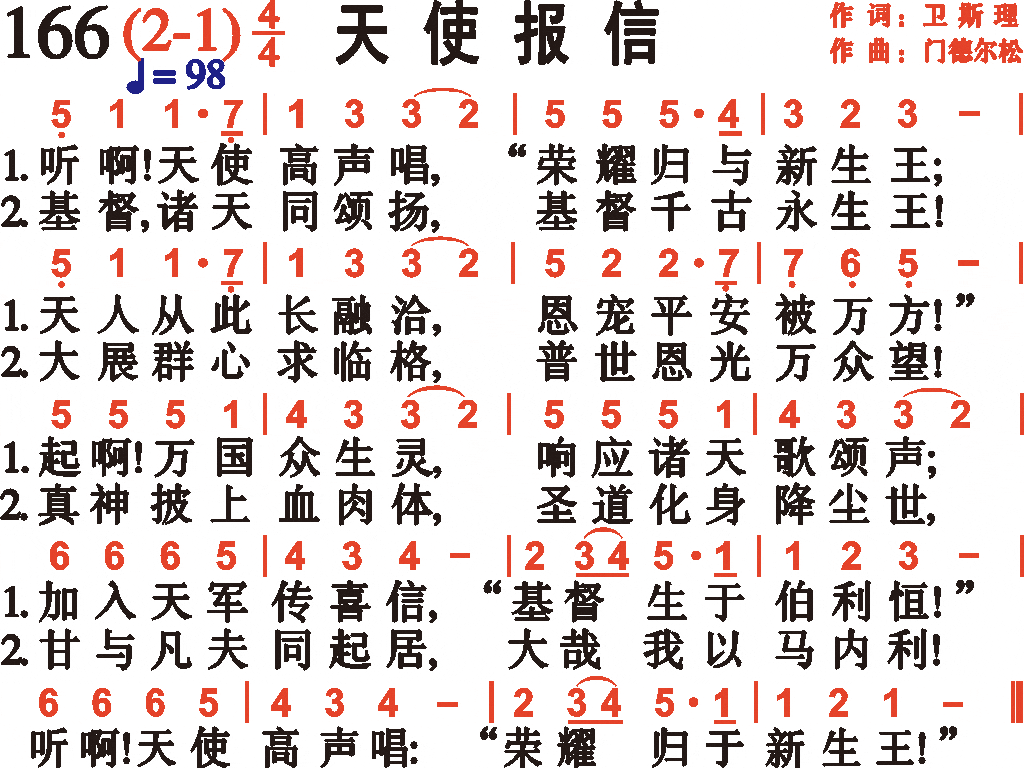 166 (2-1) 4/4 天使报信 作词：卫斯理
♩= 98 作曲：门德尔松
5 1 1·7 | 1 3 3 2 | 5 5 5·4 | 3 2 3 – |
1.听啊!天使高声唱, “荣耀归与新生王;
2.基督,诸天同颂扬, 基督千古永生王!
5 1 1·7 | 1 3 3 2 | 5 2 2·7 | 7 6 5 – |
1.天人从此长融洽, 恩宠平安被万方!”
2.大展群心求临格, 普世恩光万众望!
5 5 5 1 | 4 3 3 2 | 5 5 5 1 | 4 3 3 2 |
1.起啊!万国众生灵, 响应诸天歌颂声;
2.真神披上血肉体, 圣道化身降尘世,
6 6 6 5 | 4 3 4 – | 2 3 4 5·1 | 1 2 3 – |
1.加入天军传喜信, “基督生于伯利恒!”
2.甘与凡夫同起居, 大哉我以马内利!
6 6 6 5 | 4 3 4 – | 2 3 4 5·1 | 1 2 1 – ‖
听啊!天使高声唱: “荣耀归于新生王!”